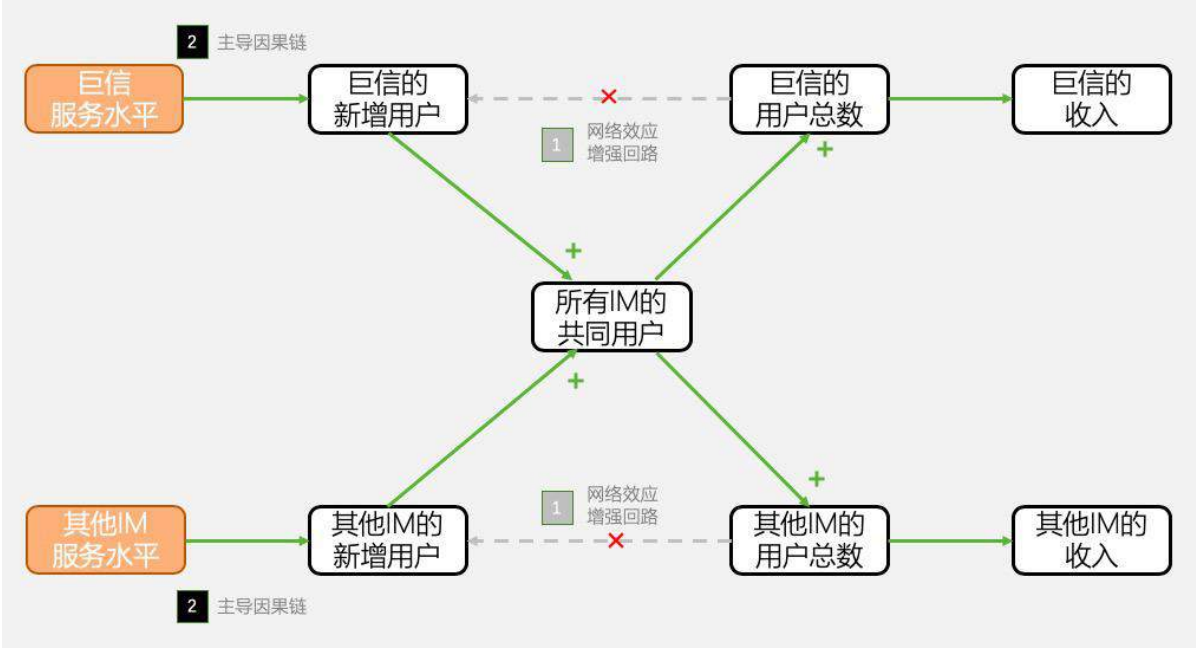 2 主导因果链
巨信
服务水平
巨信的
新增用户
巨信的
用户总数
巨信的
收入
1
网络效应
增强回路
+
+
所有IM的
共同用户
+
+
1
网络效应
增强回路
其他IM
服务水平
其他IM的
新增用户
其他IM的
用户总数
其他IM的
收入
2 主导因果链